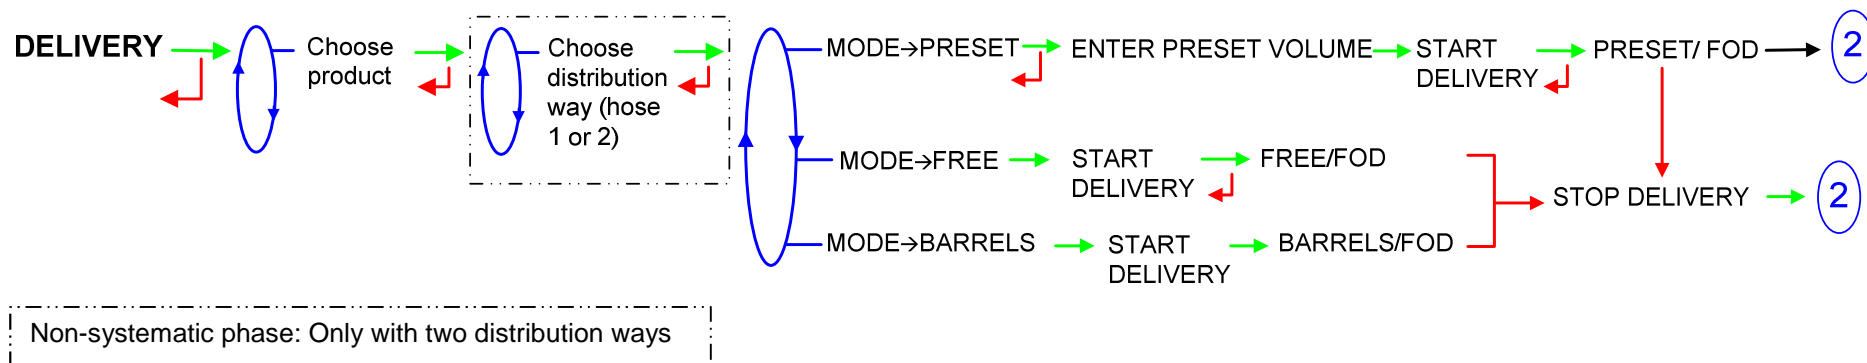 DELIVERY
Choose
product
Choose
distribution
way (hose
1 or 2)
MODE→PRESET
ENTER PRESET VOLUME
START
DELIVERY
PRESET/ FOD
2
MODE→FREE
START
DELIVERY
FREE/FOD
STOP DELIVERY
2
MODE→BARRELS
START
DELIVERY
BARRELS/FOD
Non-systematic phase: Only with two distribution ways